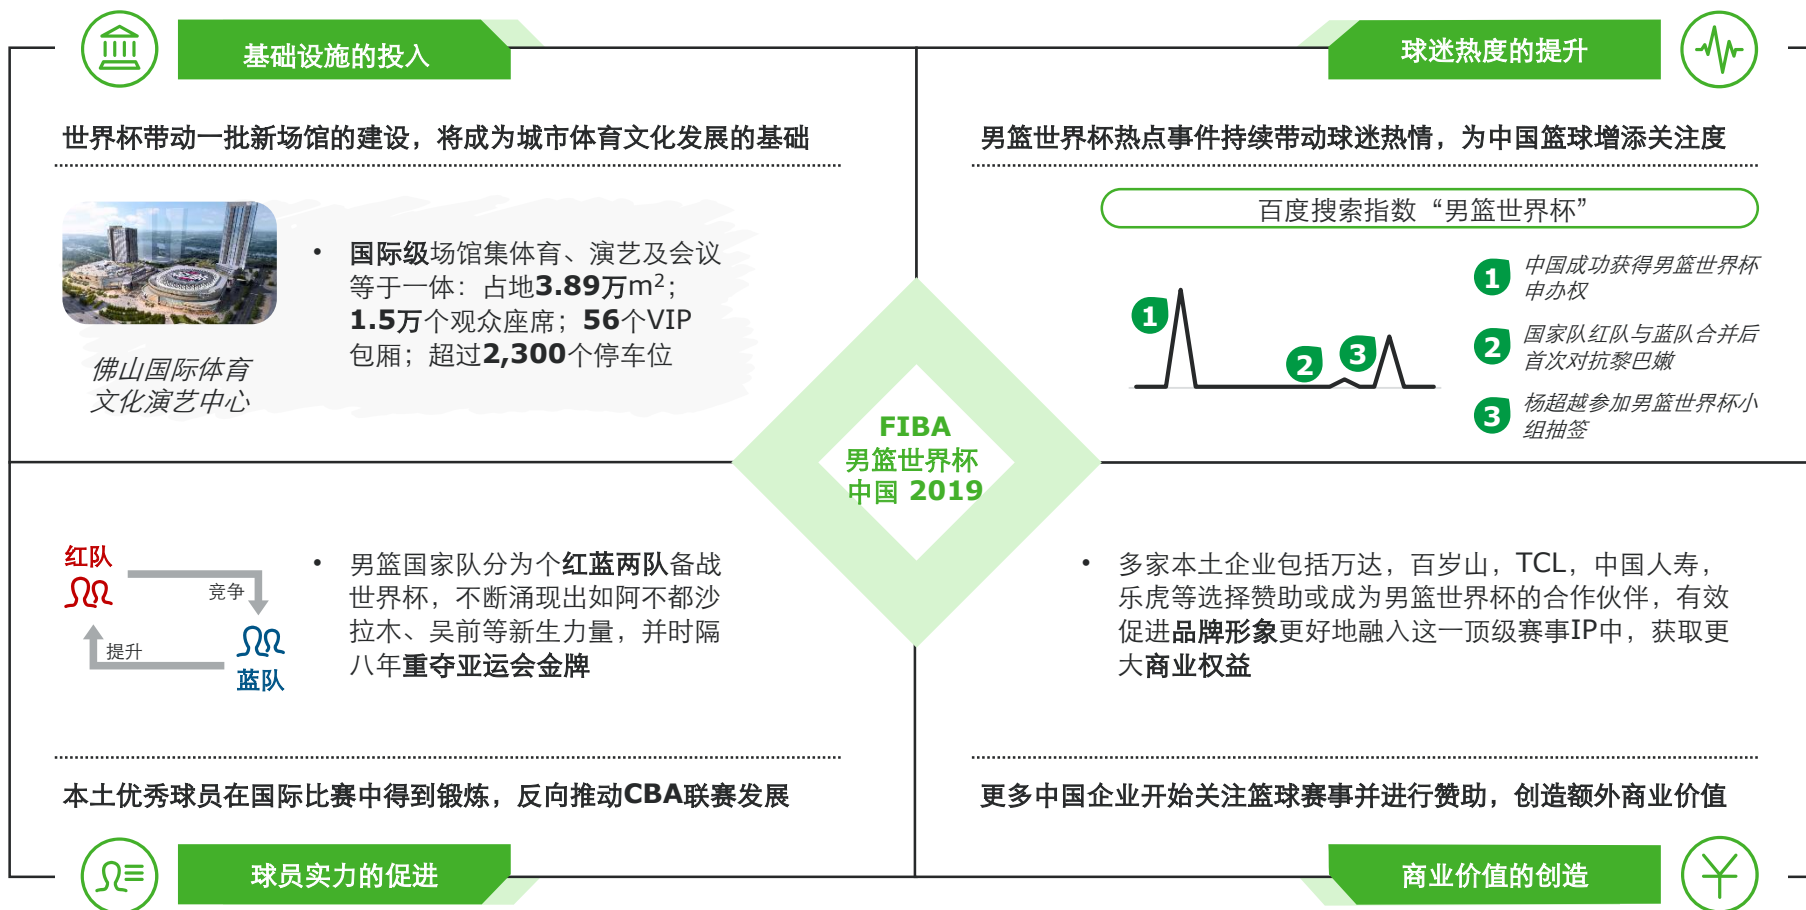 基础设施的投入
世界杯带动一批新场馆的建设，将成为城市体育文化发展的基础
佛山国际体育
文化演艺中心
• 国际级场馆集体育、演艺及会议
等于一体：占地3.89万m²；
1.5万个观众座席；56个VIP
包厢；超过2,300个停车位
球迷热度的提升
男篮世界杯热点事件持续带动球迷热情，为中国篮球增添关注度
百度搜索指数“男篮世界杯”
1
2
3
1 中国成功获得男篮世界杯
申办权
2 国家队红队与蓝队合并后
首次对抗黎巴嫩
3 杨超越参加男篮世界杯小
组抽签
FIBA
男篮世界杯
中国 2019
红队
竞争
提升
蓝队
• 男篮国家队分为个红蓝两队备战
世界杯，不断涌现出如阿不都沙
拉木、吴前等新生力量，并时隔
八年重夺亚运会金牌
本土优秀球员在国际比赛中得到锻炼，反向推动CBA联赛发展
球员实力的促进
• 多家本土企业包括万达，百岁山，TCL，中国人寿，
乐虎等选择赞助或成为男篮世界杯的合作伙伴，有效
促进品牌形象更好地融入这一顶级赛事IP中，获取更
大商业权益
更多中国企业开始关注篮球赛事并进行赞助，创造额外商业价值
商业价值的创造